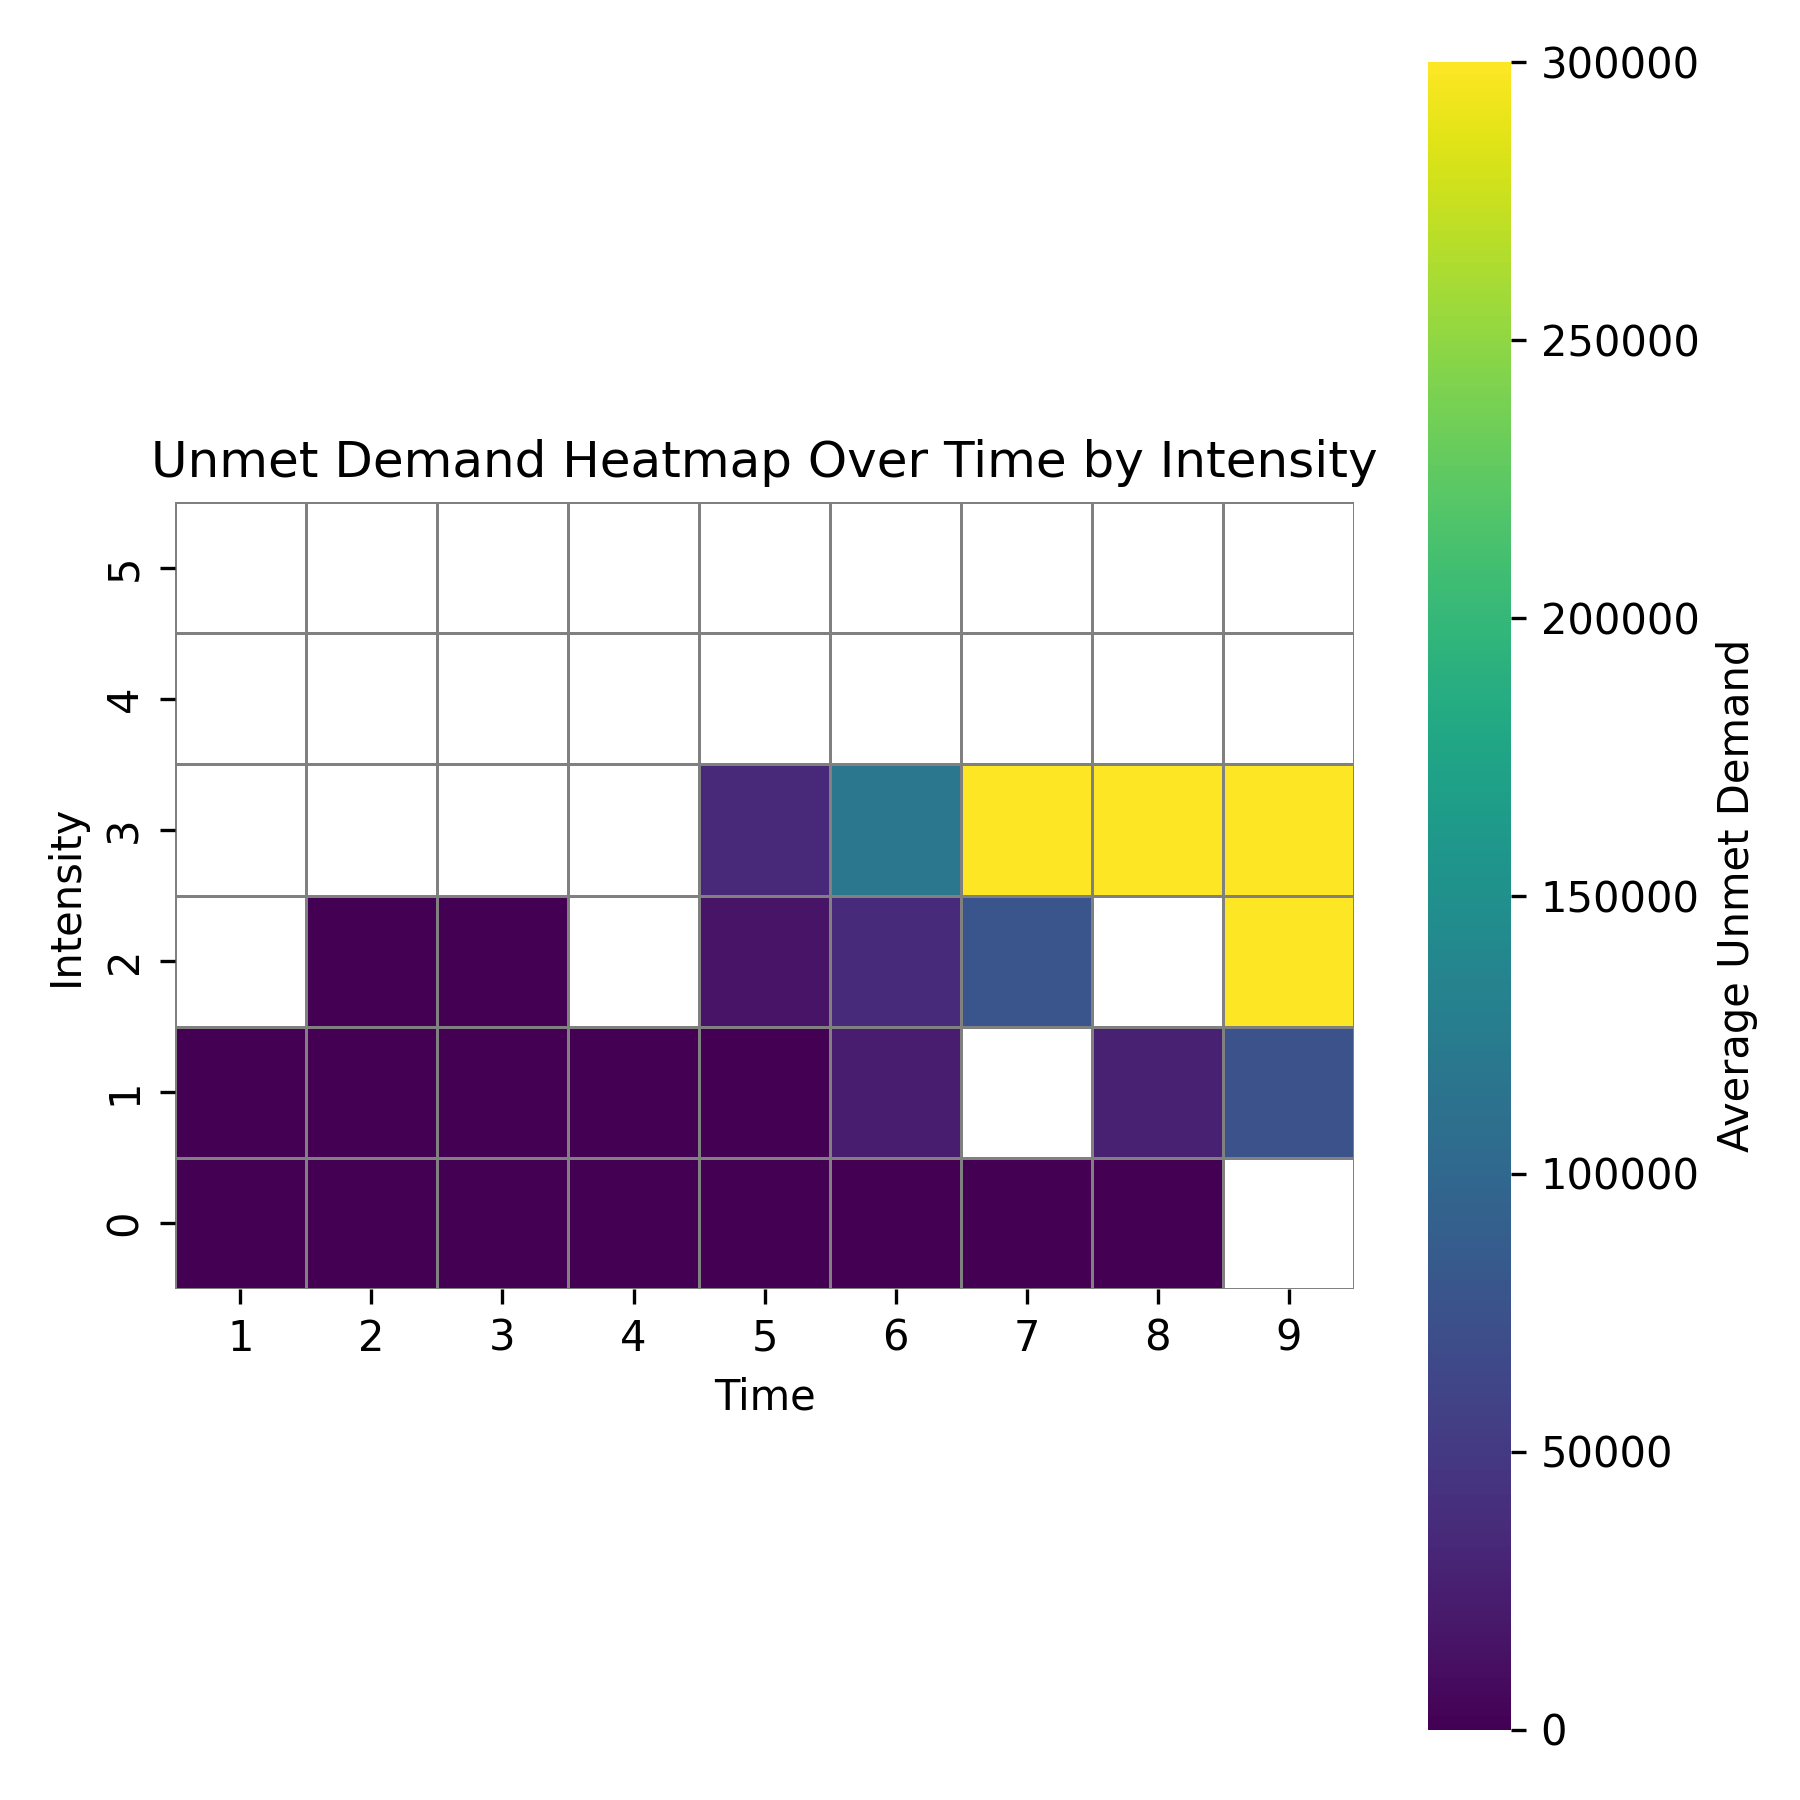 Unmet Demand Heatmap Over Time by Intensity
Intensity
5
4
3
2
1
0
1 2 3 4 5 6 7 8 9
Time
300000
250000
200000
150000
100000
50000
0
Average Unmet Demand